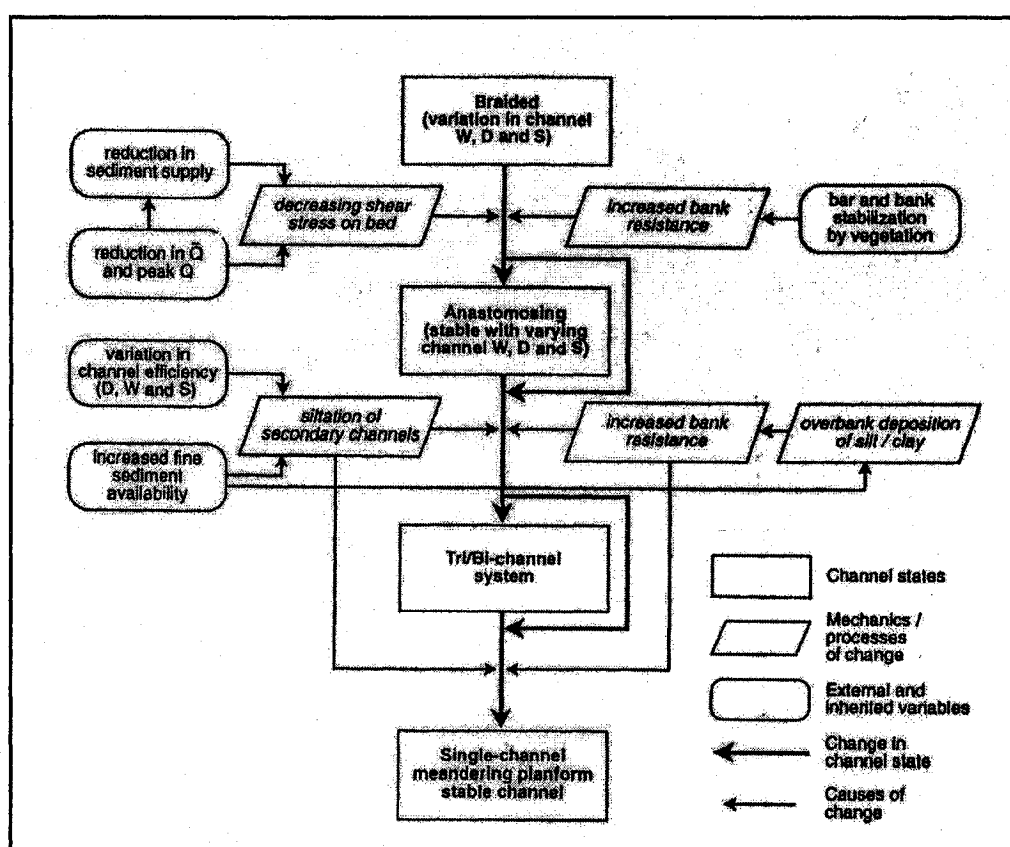 Braided
(variation in channel
W, D and S)
reduction in
sediment supply
decreasing shear
stress on bed
increased bank
resistance
bar and bank
stabilization
by vegetation
reduction in Q̄
and peak Q
Anastomosing
(stable with varying
channel W, D and S)
variation in
channel efficiency
(D, W and S)
siltation of
secondary channels
increased bank
resistance
overbank deposition
of silt / clay
increased fine
sediment
availability
Tri/Bi-channel
system
Single-channel
meandering planform
stable channel
Channel states
Mechanics /
processes
of change
External and
inherited variables
Change in
channel state
Causes of
change